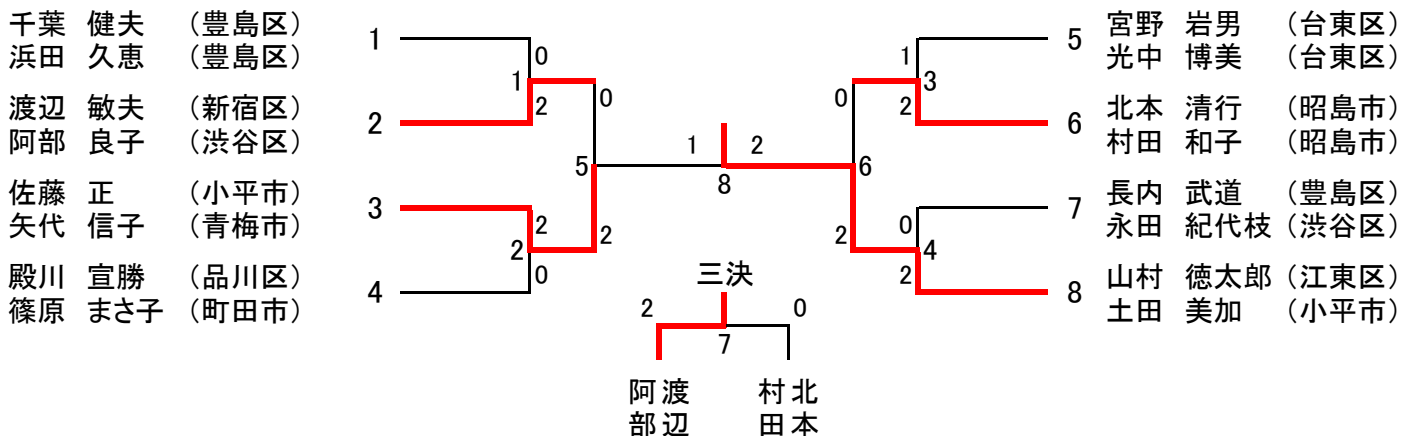 千葉 健夫 (豊島区)
浜田 久恵 (豊島区)
1
渡辺 敏夫 (新宿区)
阿部 良子 (渋谷区)
2
佐藤 正 (小平市)
矢代 信子 (青梅市)
3
殿川 宣勝 (品川区)
篠原 まさ子 (町田市)
4
0
1
2
0
5
2
2
2
0
1
2
8
三決
2
0
7
阿部
渡辺
村田
北本
1
3
2
0
6
2
0
4
2
5
宮野 岩男 (台東区)
光中 博美 (台東区)
6
北本 清行 (昭島市)
村田 和子 (昭島市)
7
長内 武道 (豊島区)
永田 紀代枝 (渋谷区)
8
山村 徳太郎 (江東区)
土田 美加 (小平市)